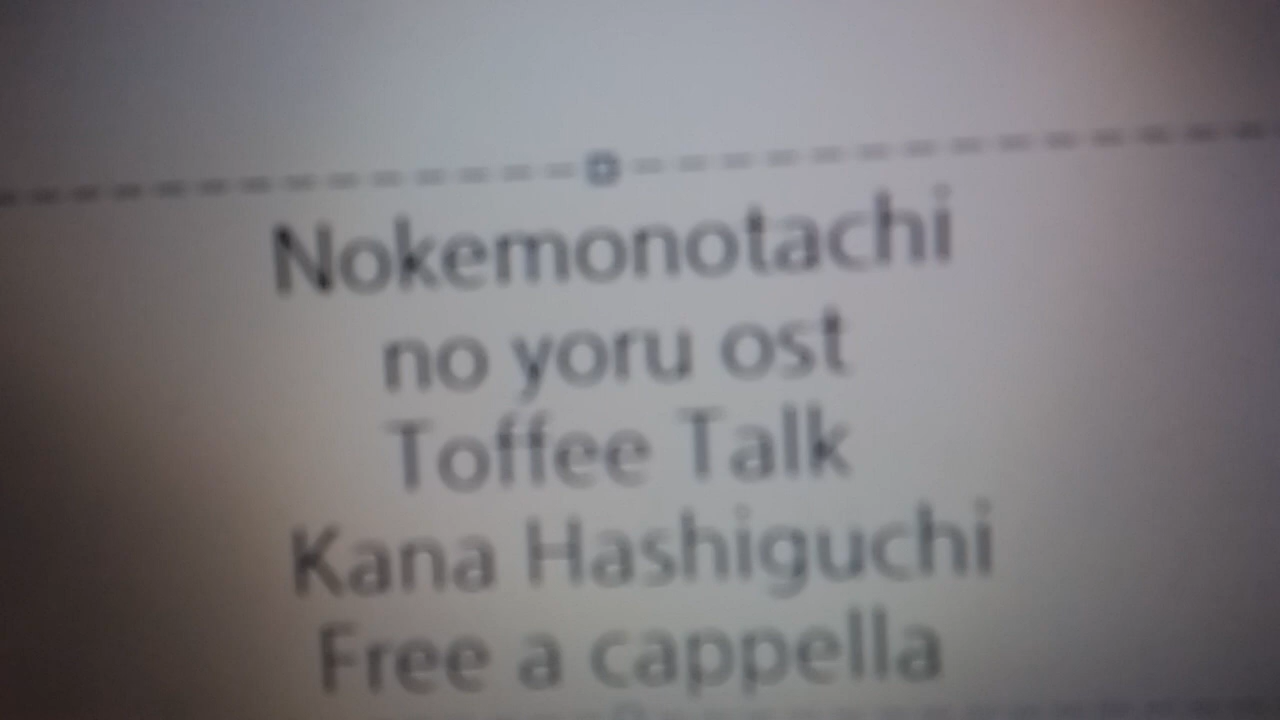 Nokemonotachi
no yoru ost
Toffee Talk
Kana Hashiguchi
Free a cappella